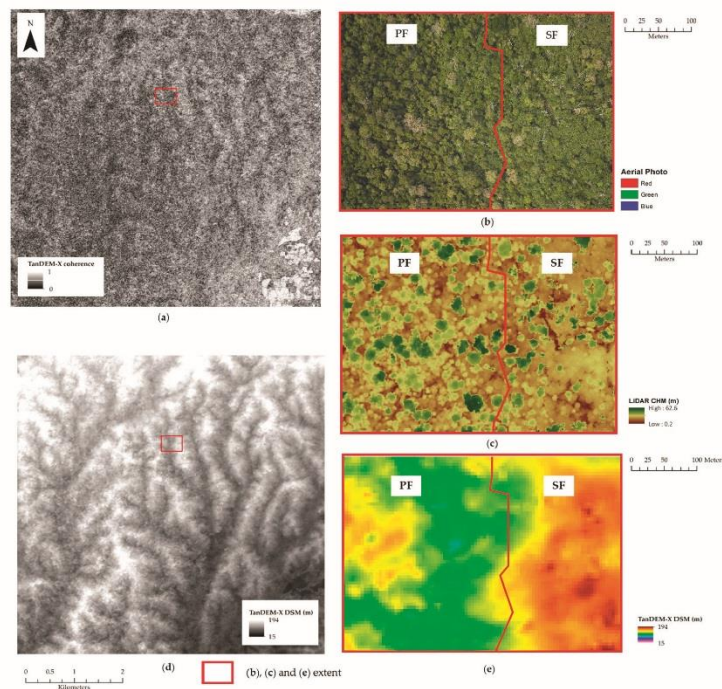 N
TanDEM-X coherence
1
0
(a)
PF
SF
0 25 50 100
Meters
Aerial Photo
Red
Green
Blue
(b)
PF
SF
0 25 50 100
Meters
LiDAR CHM (m)
High : 62.6
Low : 0.2
(c)
TanDEM-X DSM (m)
194
15
(d)
0 0.5 1 2
Kilometers
(b), (c) and (e) extent
PF
SF
0 25 50 100 Meters
TanDEM-X DSM (m)
194
15
(e)